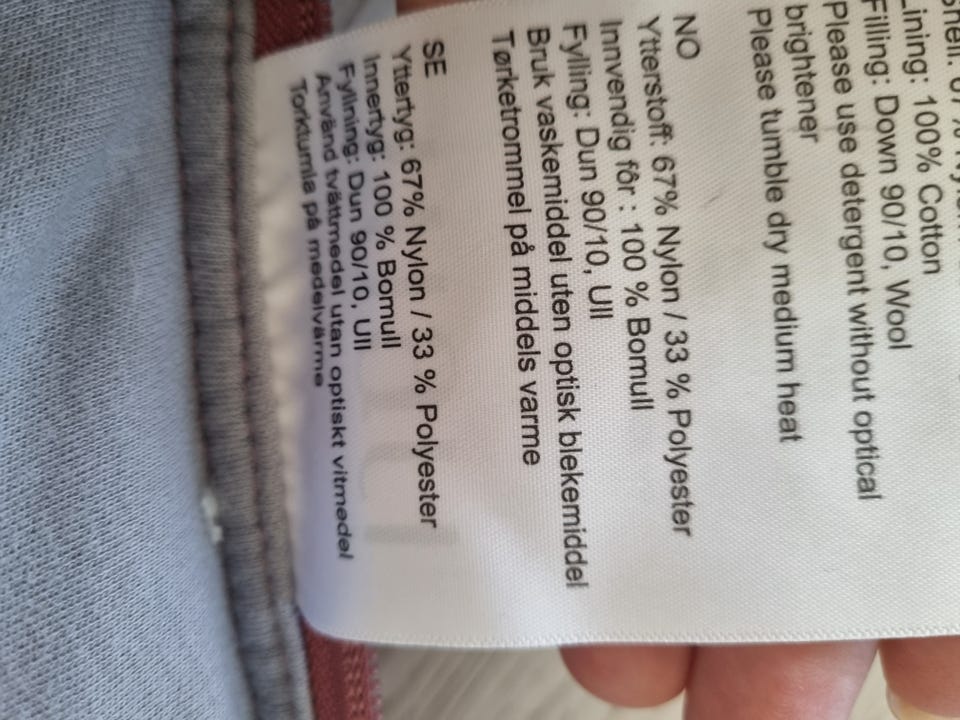 Lining: 100% Cotton
Filling: Down 90/10, Wool
Please use detergent without optical
brightener
Please tumble dry medium heat
NO
Ytterstoff: 67% Nylon / 33 % Polyester
Innvendig fôr : 100 % Bomull
Fylling: Dun 90/10, Ull
Bruk vaskemiddel uten optisk blekemiddel
Tørketrommel på middels varme
SE
Yttertyg: 67% Nylon / 33 % Polyester
Innertyg: 100 % Bomull
Fyllning: Dun 90/10, Ull
Använd tvättmedel utan optiskt vitmedel
Torktumla på medelvärme